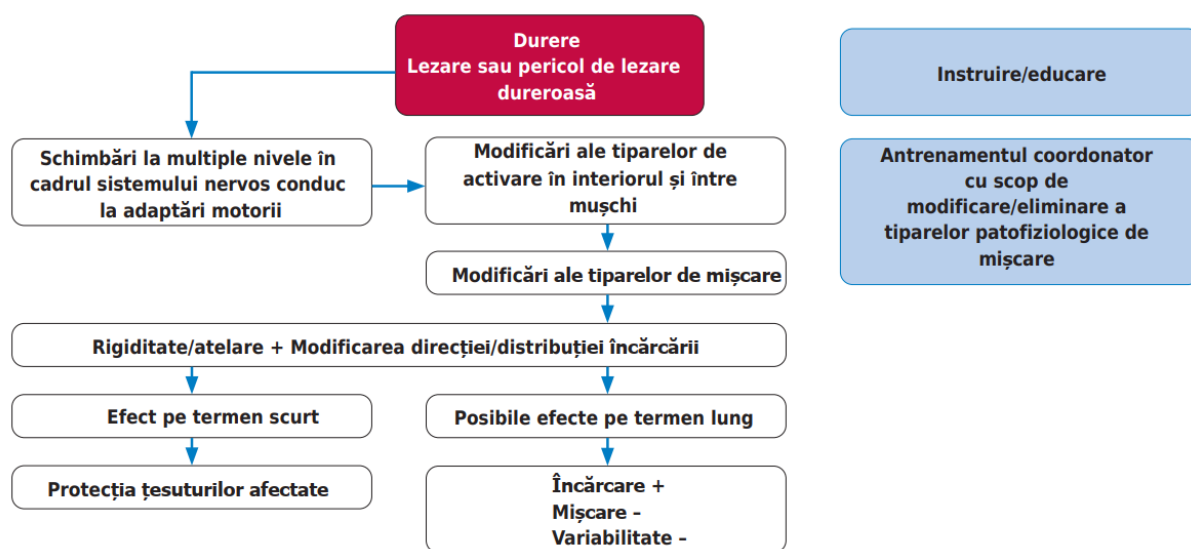 Durere
Lezare sau pericol de lezare
dureroasă
Instruire/educare
Schimbări la multiple nivele în
cadrul sistemului nervos conduc
la adaptări motorii
Modificări ale tiparelor de
activare în interiorul și între
mușchi
Antrenamentul coordonator
cu scop de
modificare/eliminare a
tiparelor patofiziologice de
mișcare
Modificări ale tiparelor de mișcare
Rigiditate/atelare + Modificarea direcției/distribuției încărcării
Efect pe termen scurt
Posibile efecte pe termen lung
Protecția țesuturilor afectate
Încărcare +
Mișcare –
Variabilitate –